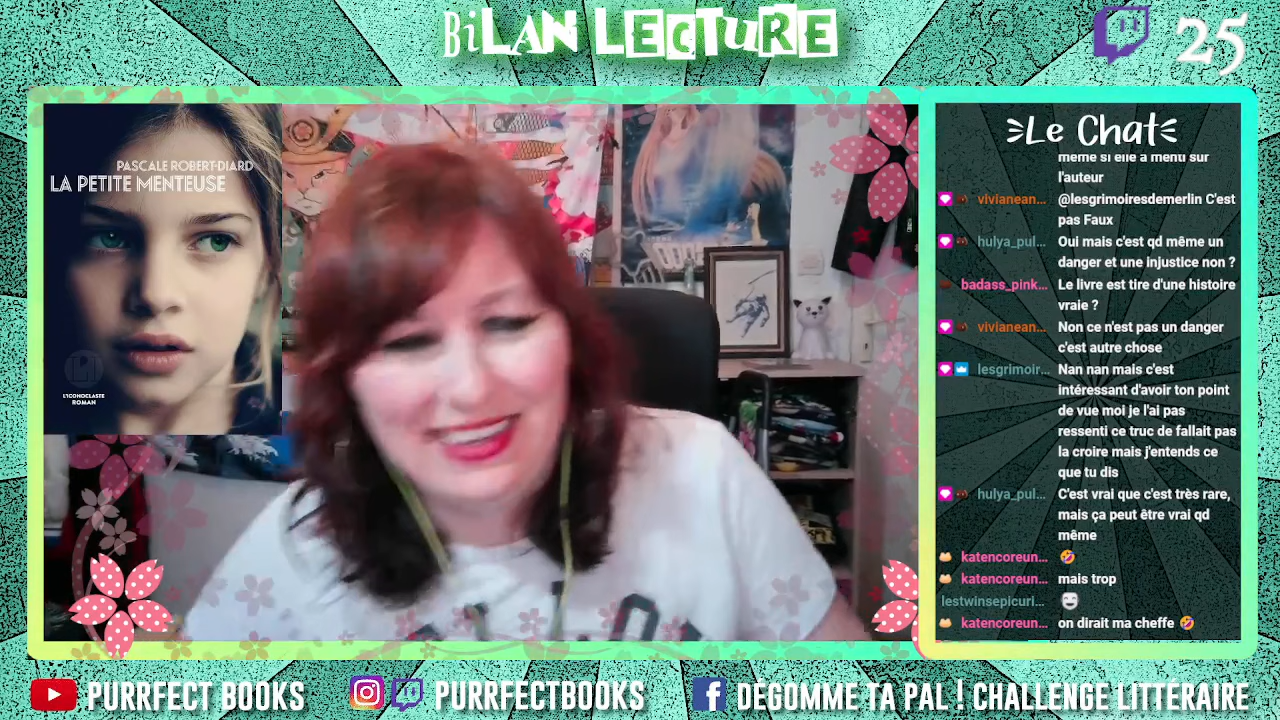 BiLAN LECTURE
25
PASCALE ROBERT-DIARD
LA PETITE MENTEUSE
L'ICONOCLASTE
ROMAN
Le Chat
même si elle a menti sur
l'auteur
vivianean... @lesgrimoiresdemerlin C'est
pas Faux
hulya_pul... Oui mais c'est qd même un
danger et une injustice non ?
badass_pink... Le livre est tire d'une histoire
vraie ?
vivianean... Non ce n'est pas un danger
c'est autre chose
lesgrimoir... Nan nan mais c'est
intéressant d'avoir ton point
de vue moi je l'ai pas
ressenti ce truc de fallait pas
la croire mais j'entends ce
que tu dis
hulya_pul... C'est vrai que c'est très rare,
mais ça peut être vrai qd
même
katencoreun... 🤣
katencoreun... mais trop
lestwinsepicuri...
katencoreun... on dirait ma cheffe 🤣
PURRFECT BOOKS
PURRFECTBOOKS
DÉGOMME TA PAL ! CHALLENGE LITTÉRAIRE